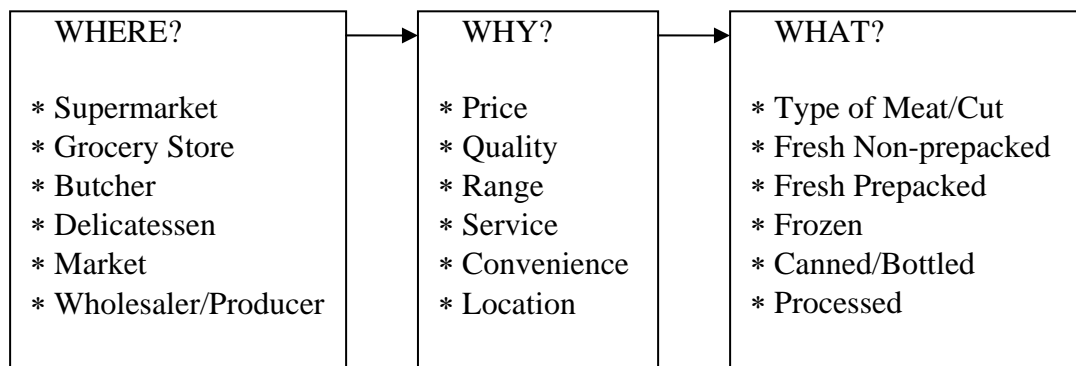 WHERE?
* Supermarket
* Grocery Store
* Butcher
* Delicatessen
* Market
* Wholesaler/Producer
WHY?
* Price
* Quality
* Range
* Service
* Convenience
* Location
WHAT?
* Type of Meat/Cut
* Fresh Non-prepacked
* Fresh Prepacked
* Frozen
* Canned/Bottled
* Processed